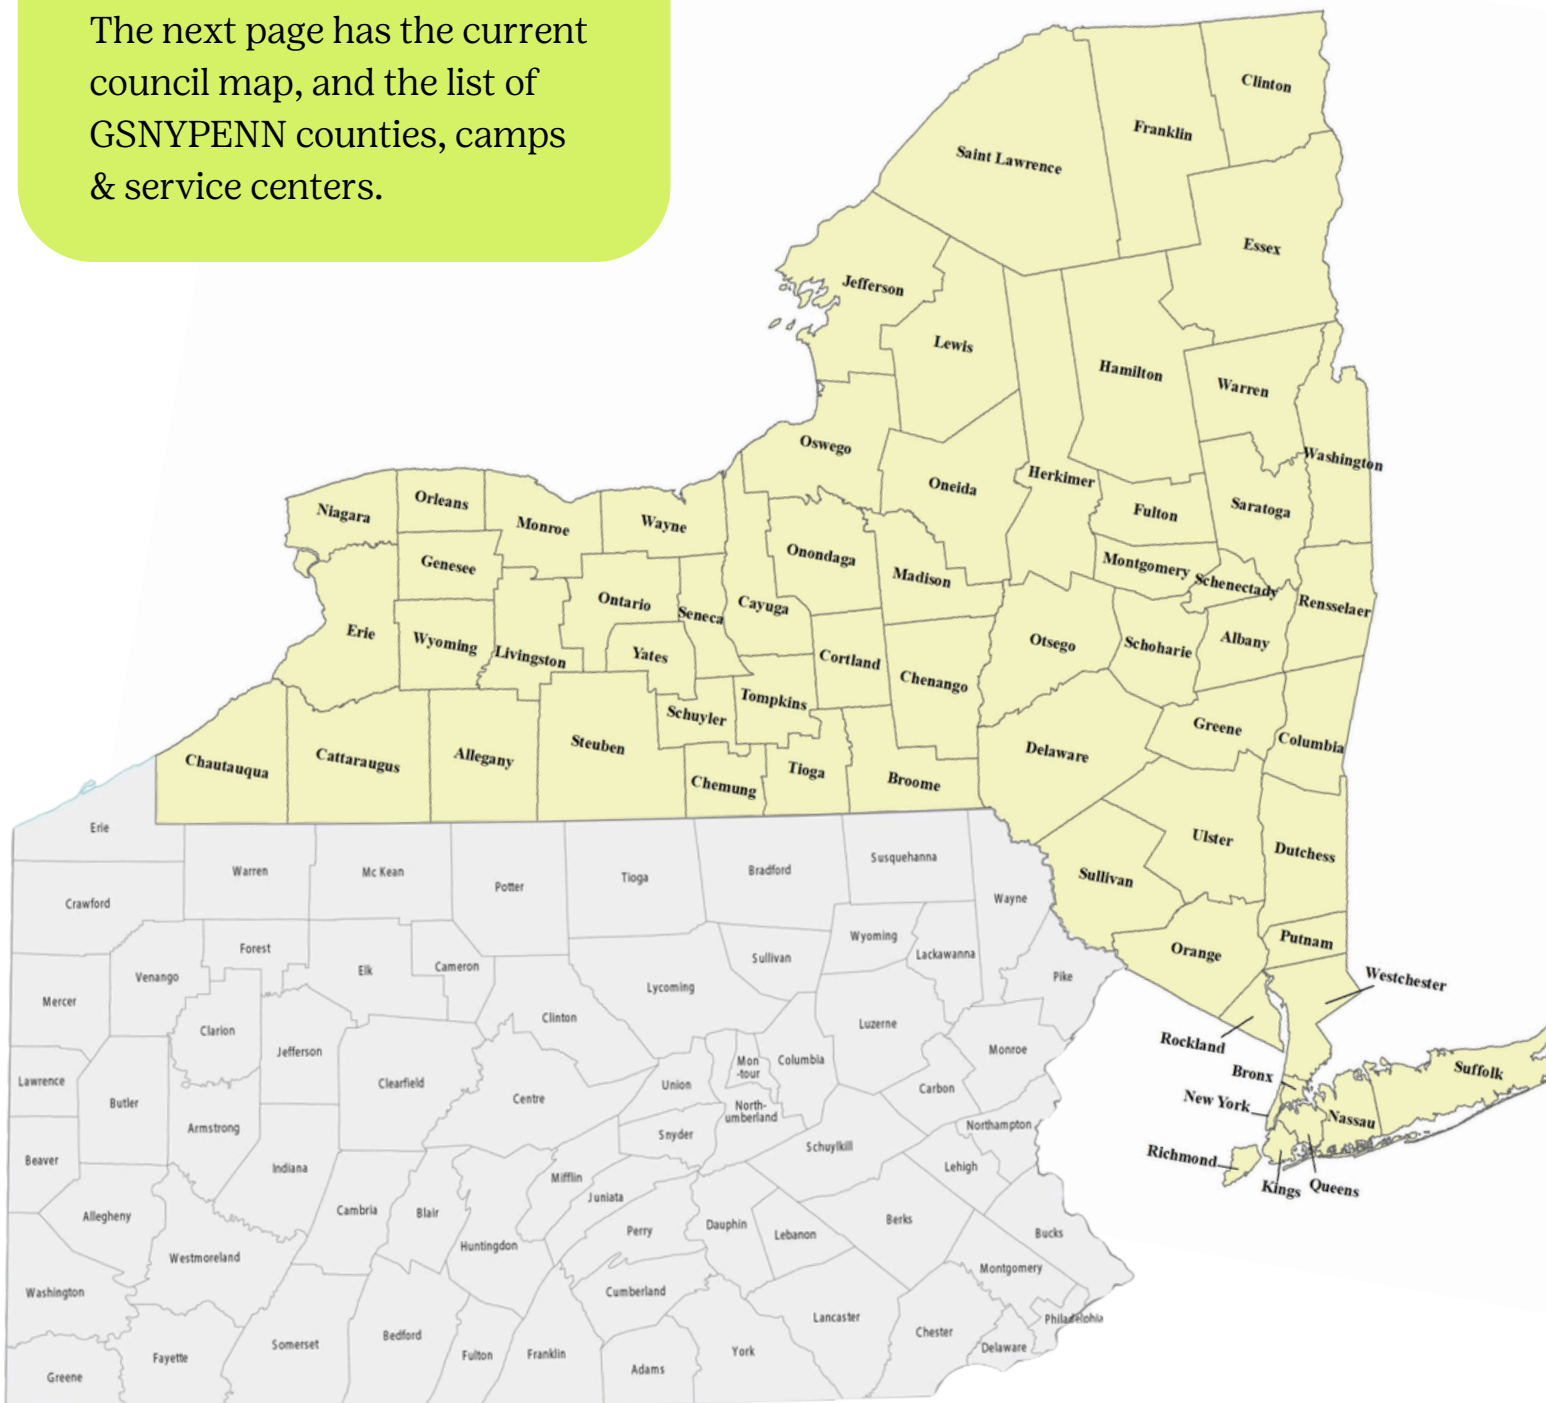 The next page has the current
council map, and the list of
GSNYPENN counties, camps
& service centers.
Clinton
Franklin
Saint Lawrence
Essex
Jefferson
Lewis
Hamilton
Warren
Washington
Oswego
Herkimer
Oneida
Fulton
Saratoga
Niagara
Orleans
Monroe
Wayne
Genesee
Onondaga
Madison
Montgomery
Schenectady
Rensselaer
Ontario
Seneca
Cayuga
Erie
Wyoming
Livingston
Yates
Cortland
Chenango
Otsego
Schoharie
Albany
Tompkins
Schuyler
Greene
Columbia
Chautauqua
Cattaraugus
Allegany
Steuben
Chemung
Tioga
Broome
Delaware
Ulster
Dutchess
Sullivan
Orange
Putnam
Westchester
Rockland
Bronx
New York
Nassau
Suffolk
Richmond
Kings
Queens
Erie
Warren
Mc Kean
Potter
Tioga
Bradford
Susquehanna
Wayne
Crawford
Forest
Elk
Cameron
Sullivan
Wyoming
Lackawanna
Pike
Venango
Mercer
Lycoming
Clinton
Clarion
Jefferson
Luzerne
Monroe
Lawrence
Butler
Clearfield
Centre
Union
Mon
-tour
Columbia
Carbon
North-
umberland
Armstrong
Snyder
Northampton
Schuylkill
Beaver
Indiana
Mifflin
Lehigh
Juniata
Allegheny
Cambria
Blair
Huntingdon
Perry
Dauphin
Lebanon
Berks
Bucks
Westmoreland
Montgomery
Washington
Cumberland
Lancaster
Philadelphia
Somerset
Bedford
Chester
Delaware
Greene
Fayette
Fulton
Franklin
Adams
York